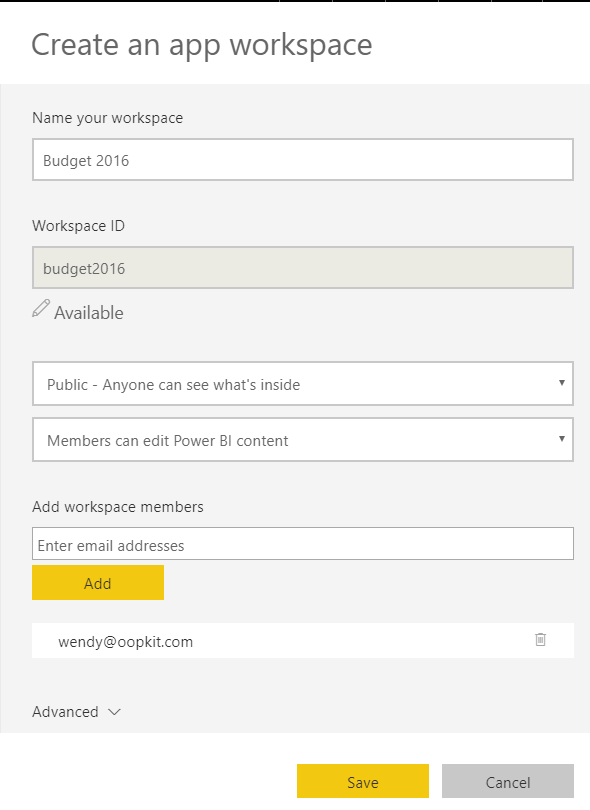 Create an app workspace
Name your workspace
Budget 2016
Workspace ID
budget2016
Available
Public - Anyone can see what's inside
Members can edit Power BI content
Add workspace members
Enter email addresses
Add
wendy@oopkit.com
Advanced
Save
Cancel